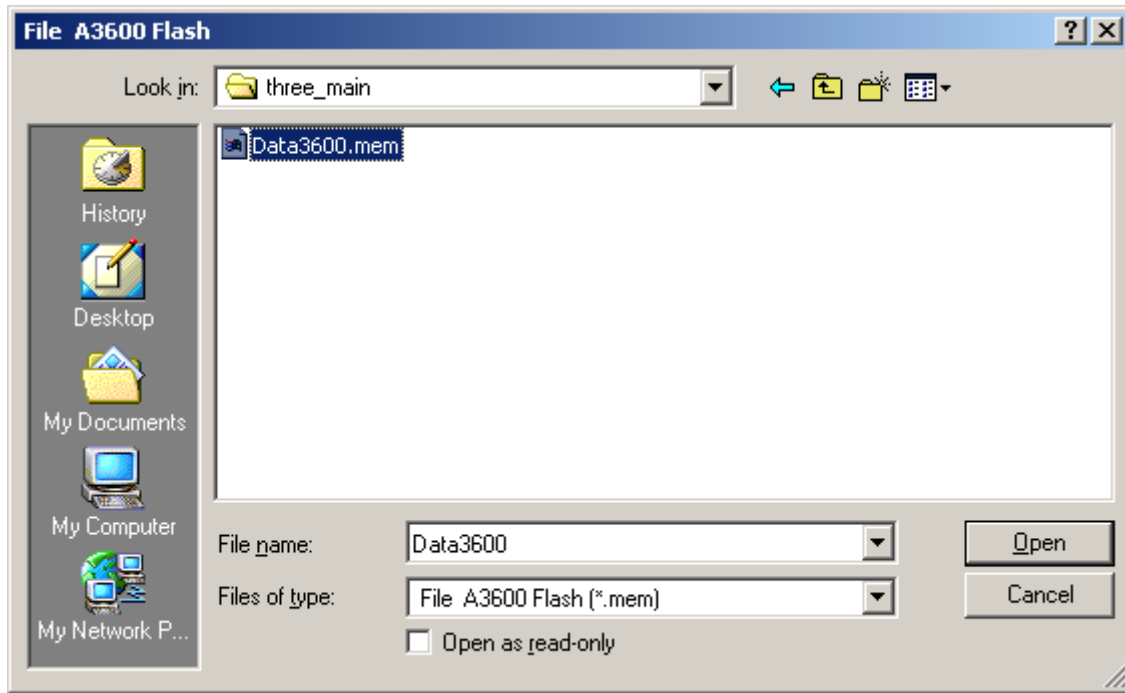 File  A3600 Flash
Look in: three_main
Data3600.mem
History
Desktop
My Documents
My Computer
My Network P...
File name: Data3600 Open
Files of type: File  A3600 Flash (*.mem) Cancel
Open as read-only